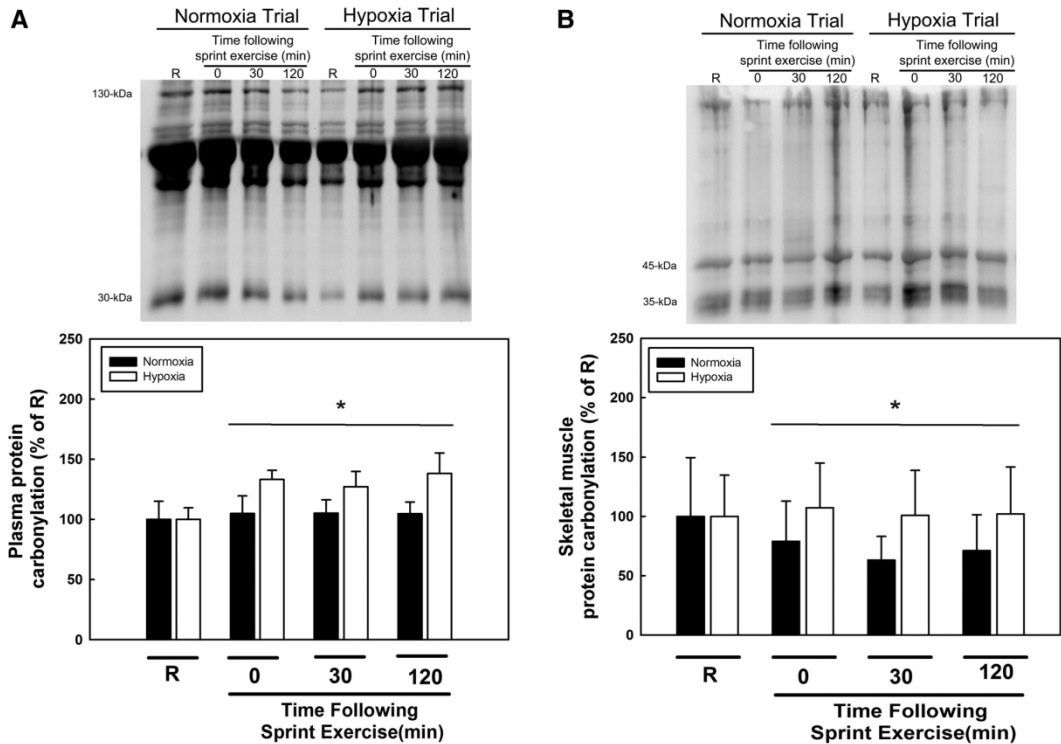 A
Normoxia Trial Hypoxia Trial
Time following
sprint exercise (min)
Time following
sprint exercise (min)
R 0 30 120 R 0 30 120
130-kDa
30-kDa
250
200
150
100
50
0
Normoxia
Hypoxia
*
Plasma protein
carbonylation (% of R)
R 0 30 120
Time Following
Sprint Exercise(min)
B
Normoxia Trial Hypoxia Trial
Time following
sprint exercise (min)
Time following
sprint exercise (min)
R 0 30 120 R 0 30 120
45-kDa
35-kDa
250
200
150
100
50
0
Normoxia
Hypoxia
*
Skeletal muscle
protein carbonylation (% of R)
R 0 30 120
Time Following
Sprint Exercise(min)